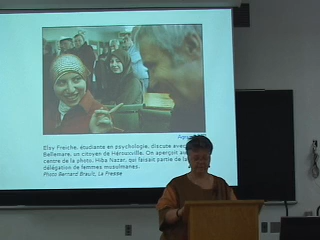 Elsy Fneiche, étudiante en psychologie, discute avec
Bellemare, un citoyen de Hérouxville. On aperçoit au
centre de la photo, Hiba Nazer, qui faisait partie de la
délégation de femmes musulmanes.
Photo Bernard Brault, La Presse